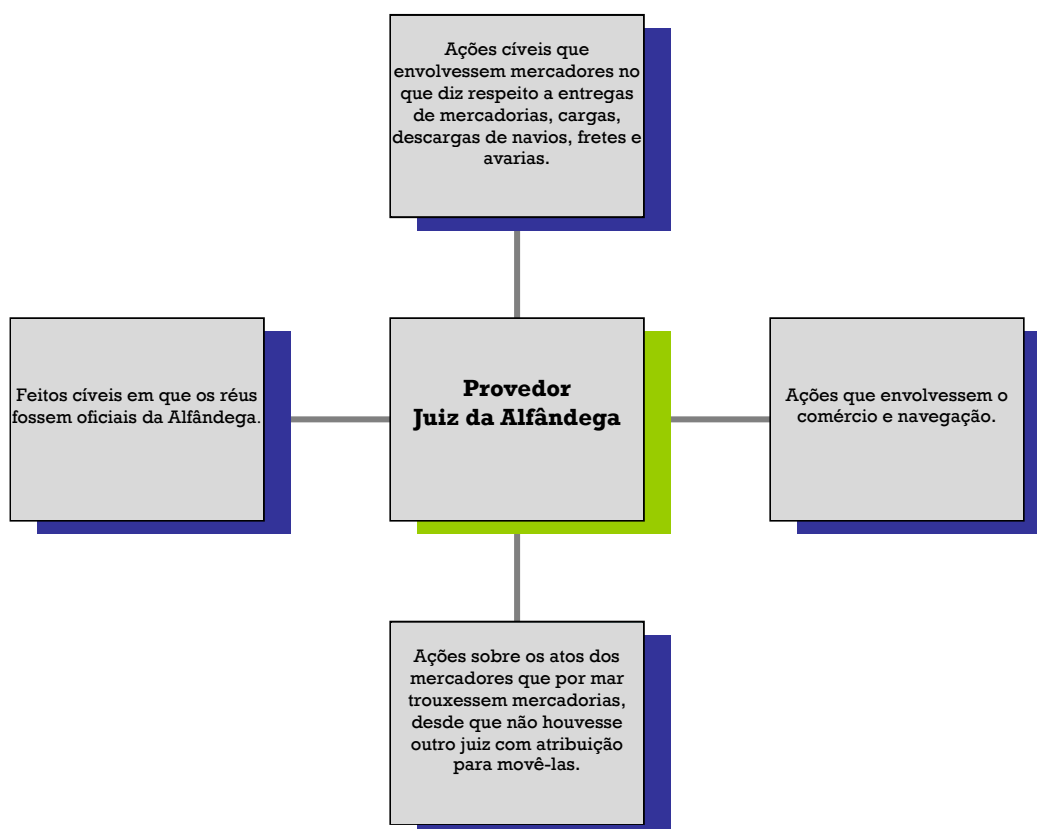 Ações cíveis que
envolvessem mercadores no
que diz respeito a entregas
de mercadorias, cargas,
descargas de navios, fretes e
avarias.
Feitos cíveis em que os réus
fossem oficiais da Alfândega.
Provedor
Juiz da Alfândega
Ações que envolvessem o
comércio e navegação.
Ações sobre os atos dos
mercadores que por mar
trouxessem mercadorias,
desde que não houvesse
outro juiz com atribuição
para movê-las.